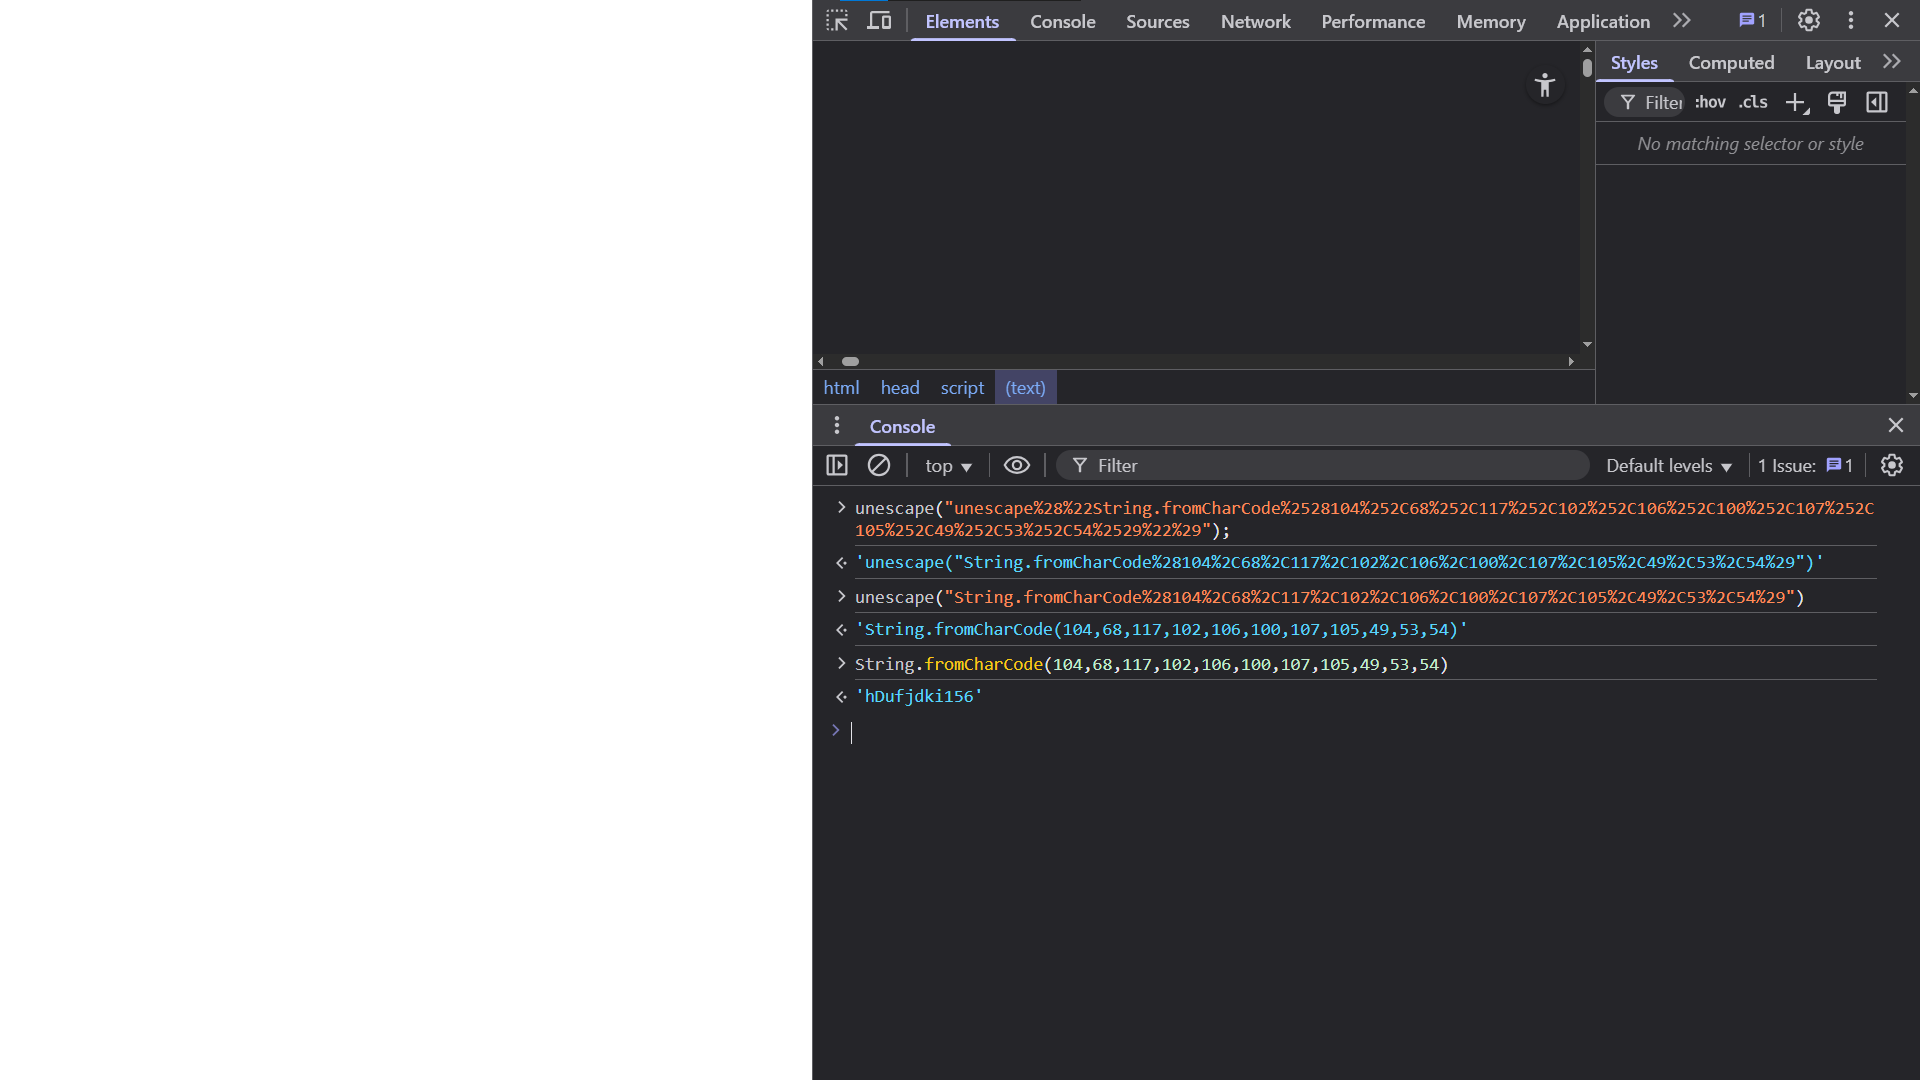 Elements Console Sources Network Performance Memory Application 1
Styles Computed Layout
Filter :hov .cls
No matching selector or style
html head script (text)
Console
top Filter Default levels 1 Issue: 1
unescape("unescape%28%22String.fromCharCode%2528104%252C68%252C117%252C102%252C106%252C100%252C107%252C
105%252C49%252C53%252C54%2529%22%29");
'unescape("String.fromCharCode%28104%2C68%2C117%2C102%2C106%2C100%2C107%2C105%2C49%2C53%2C54%29")'
unescape("String.fromCharCode%28104%2C68%2C117%2C102%2C106%2C100%2C107%2C105%2C49%2C53%2C54%29")
'String.fromCharCode(104,68,117,102,106,100,107,105,49,53,54)'
String.fromCharCode(104,68,117,102,106,100,107,105,49,53,54)
'hDufjdki156'